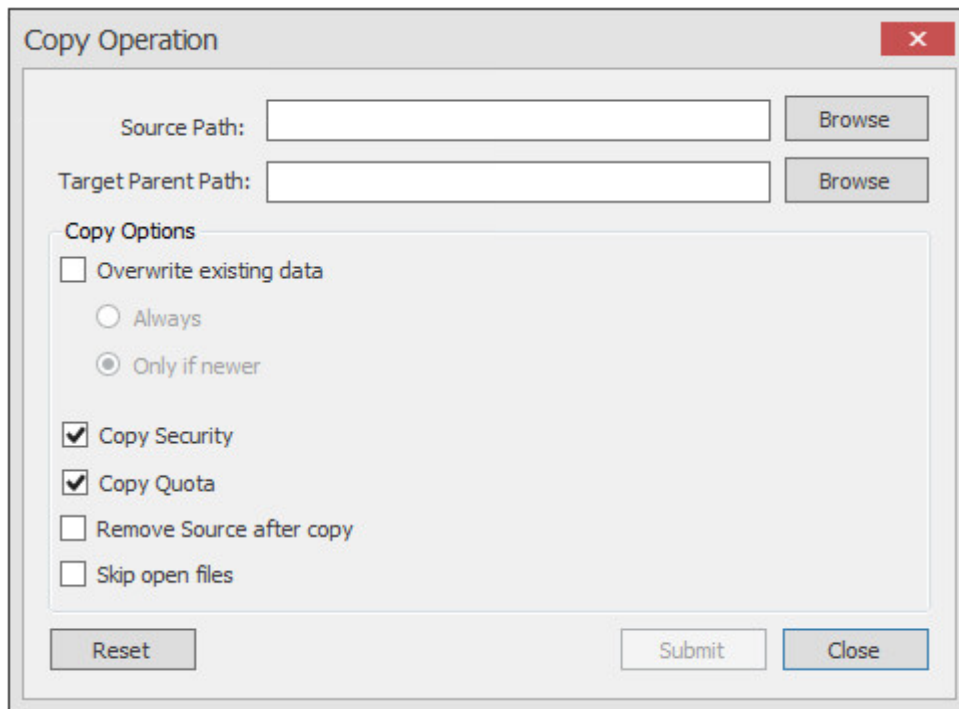 Copy Operation
Source Path: Browse
Target Parent Path: Browse
Copy Options
Overwrite existing data
Always
Only if newer
Copy Security
Copy Quota
Remove Source after copy
Skip open files
Reset Submit Close